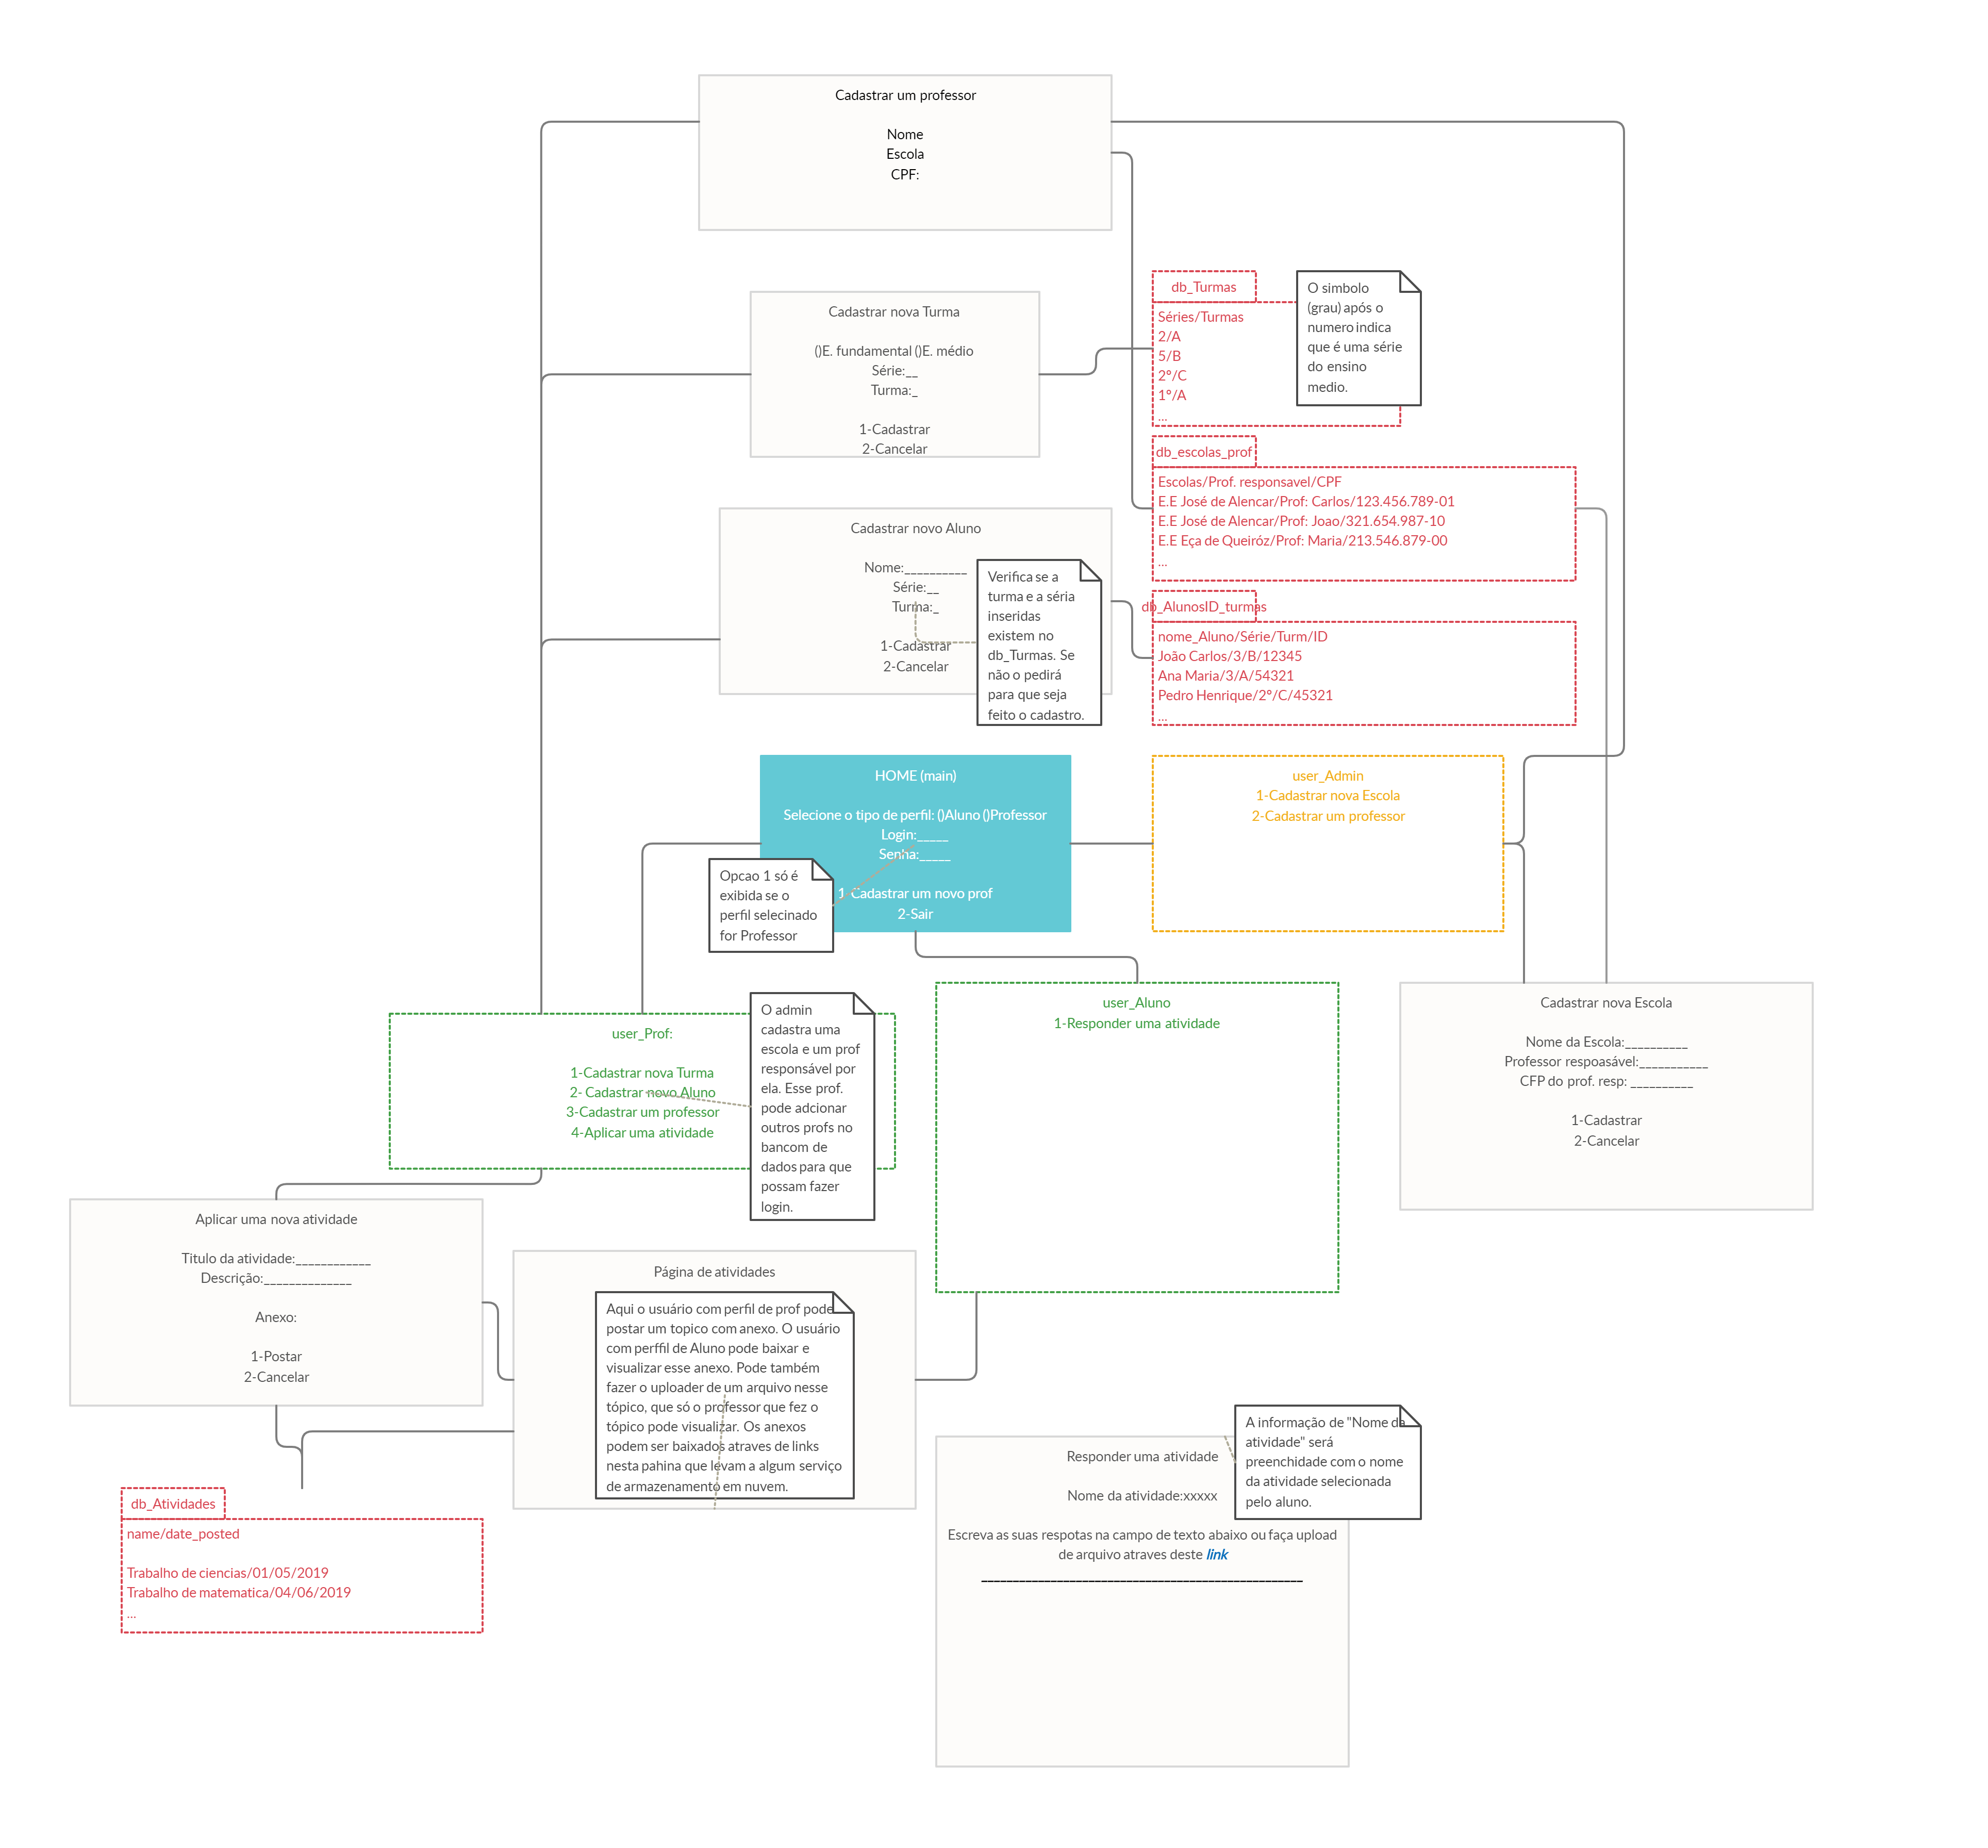 Cadastrar um professor
Nome
Escola
CPF:
Cadastrar nova Turma
()E. fundamental ()E. médio
Série:__
Turma:_
1-Cadastrar
2-Cancelar
db_Turmas
Séries/Turmas
2/A
5/B
2º/C
1º/A
...
O simbolo
(grau) após o
numero indica
que é uma série
do ensino
medio.
db_escolas_prof
Escolas/Prof. responsavel/CPF
E.E José de Alencar/Prof: Carlos/123.456.789-01
E.E José de Alencar/Prof: Joao/321.654.987-10
E.E Eça de Queiróz/Prof: Maria/213.546.879-00
...
Cadastrar novo Aluno
Nome:__________
Série:__
Turma:_
1-Cadastrar
2-Cancelar
Verifica se a
turma e a séria
inseridas
existem no
db_Turmas. Se
não o pedirá
para que seja
feito o cadastro.
db_AlunosID_turmas
nome_Aluno/Série/Turm/ID
João Carlos/3/B/12345
Ana Maria/3/A/54321
Pedro Henrique/2º/C/45321
...
HOME (main)
Selecione o tipo de perfil: ()Aluno ()Professor
Login:_____
Senha:_____
1-Cadastrar um novo prof
2-Sair
Opcao 1 só é
exibida se o
perfil selecinado
for Professor
user_Admin
1-Cadastrar nova Escola
2-Cadastrar um professor
user_Prof:
1-Cadastrar nova Turma
2- Cadastrar novo Aluno
3-Cadastrar um professor
4-Aplicar uma atividade
O admin
cadastra uma
escola e um prof
responsável por
ela. Esse prof.
pode adcionar
outros profs no
bancom de
dados para que
possam fazer
login.
user_Aluno
1-Responder uma atividade
Cadastrar nova Escola
Nome da Escola:__________
Professor respoasável:___________
CFP do prof. resp: __________
1-Cadastrar
2-Cancelar
Aplicar uma nova atividade
Titulo da atividade:____________
Descrição:______________
Anexo:
1-Postar
2-Cancelar
Página de atividades
Aqui o usuário com perfil de prof pode
postar um topico com anexo. O usuário
com perffil de Aluno pode baixar e
visualizar esse anexo. Pode também
fazer o uploader de um arquivo nesse
tópico, que só o professor que fez o
tópico pode visualizar. Os anexos
podem ser baixados atraves de links
nesta pahina que levam a algum serviço
de armazenamento em nuvem.
db_Atividades
name/date_posted
Trabalho de ciencias/01/05/2019
Trabalho de matematica/04/06/2019
...
Responder uma atividade
Nome da atividade:xxxxx
Escreva as suas respotas na campo de texto abaixo ou faça upload
de arquivo atraves deste link
___________________________________________________
A informação de "Nome da
atividade" será
preenchidade com o nome
da atividade selecionada
pelo aluno.